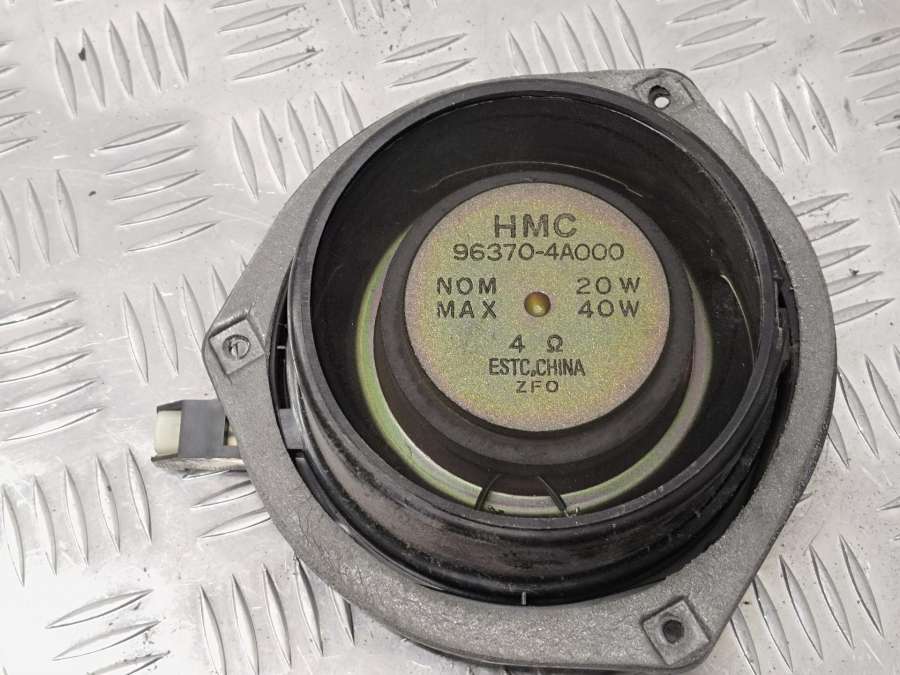 HMC
96370-4A000
NOM 20W
MAX 40W
4 Ω
ESTC,CHINA
ZFO